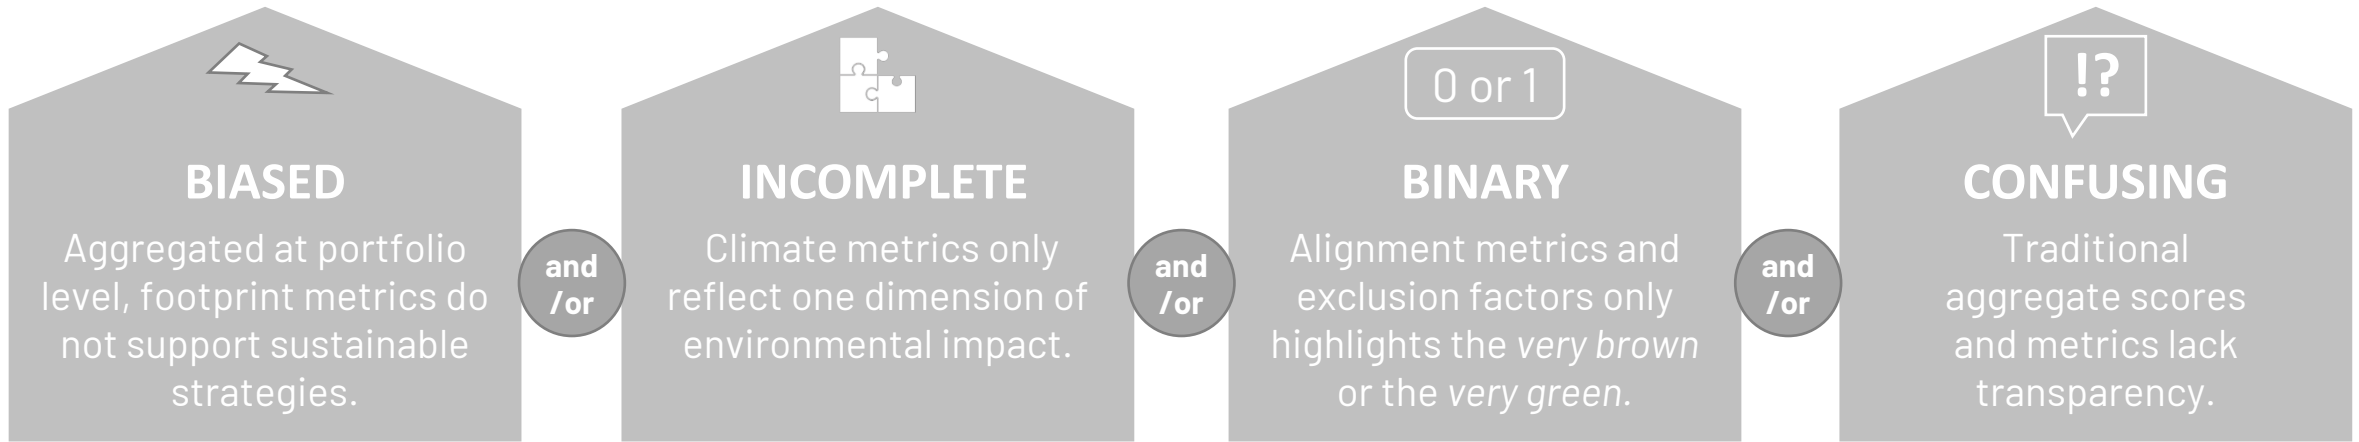 BIASED
Aggregated at portfolio
level, footprint metrics do
not support sustainable
strategies.
and
/or
INCOMPLETE
Climate metrics only
reflect one dimension of
environmental impact.
and
/or
0 or 1
BINARY
Alignment metrics and
exclusion factors only
highlights the very brown
or the very green.
and
/or
!?
CONFUSING
Traditional
aggregate scores
and metrics lack
transparency.